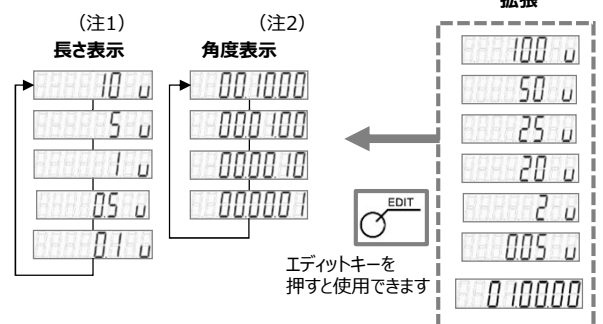 拡張
（注1）
（注2）
長さ表示
角度表示
10 u
5 u
1 u
0.5 u
0.1 u
00.10.00
00.01.00
00.00.10
00.00.01
100 u
50 u
25 u
20 u
2 u
0.05 u
0 1.00.00
EDIT
エディットキーを
押すと使用できます